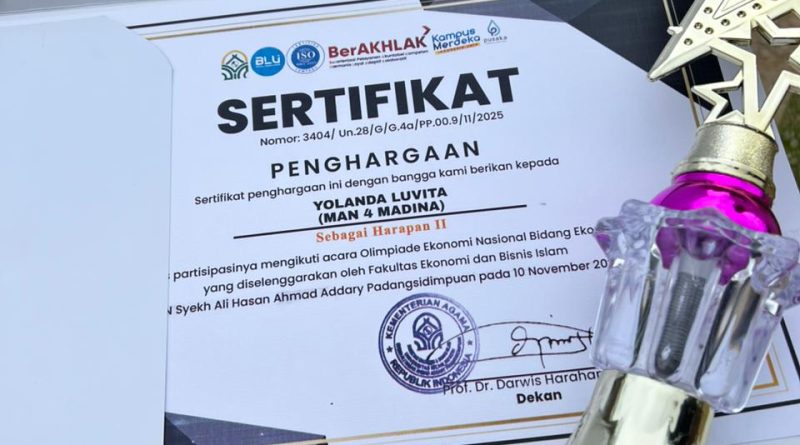 BLU
ISO
BerAKHLAK
Kampus
Merdeka
PUSAKA
SERTIFIKAT
Nomor: 3404/ Un.28/G/G.4a/PP.00.9/11/2025
PENGHARGAAN
Sertifikat penghargaan ini dengan bangga kami berikan kepada
YOLANDA LUVITA
(MAN 4 MADINA)
Sebagai Harapan II
partisipasinya mengikuti acara Olimpiade Ekonomi Nasional Bidang Eko
yang diselenggarakan oleh Fakultas Ekonomi dan Bisnis Islam
N Syekh Ali Hasan Ahmad Addary Padangsidimpuan pada 10 November 20
KEMENTERIAN AGAMA
REPUBLIK INDONESIA
Prof. Dr. Darwis Harahap
Dekan